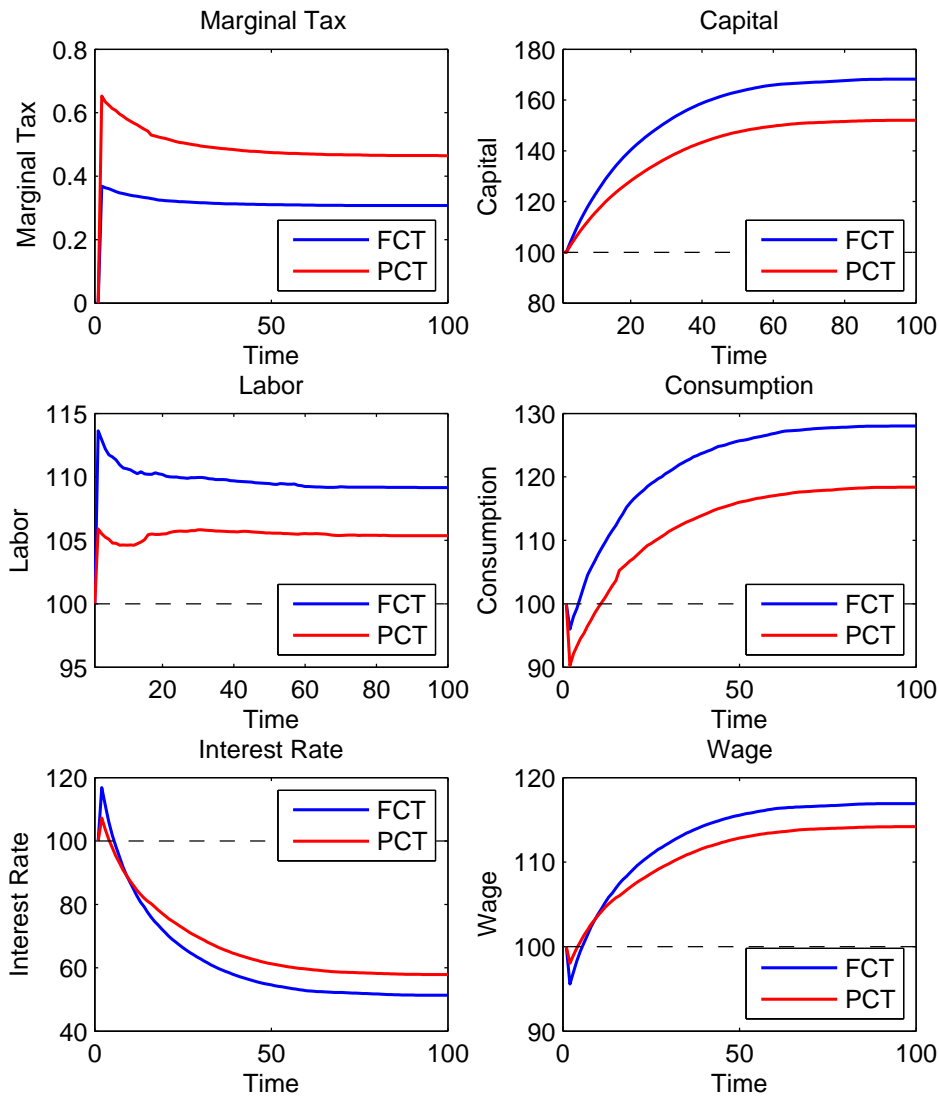 Marginal Tax
Marginal Tax
0.8
0.6
0.4
0.2
0
0
50
100
Time
FCT
PCT
Capital
Capital
160
140
120
100
80
20
40
60
80
100
Time
FCT
PCT
Labor
Labor
115
110
105
100
95
20
40
60
80
100
Time
FCT
PCT
Consumption
Consumption
130
120
110
100
90
0
50
100
Time
FCT
PCT
Interest Rate
Interest Rate
120
100
80
60
40
0
50
100
Time
FCT
PCT
Wage
Wage
120
110
100
90
0
50
100
Time
FCT
PCT